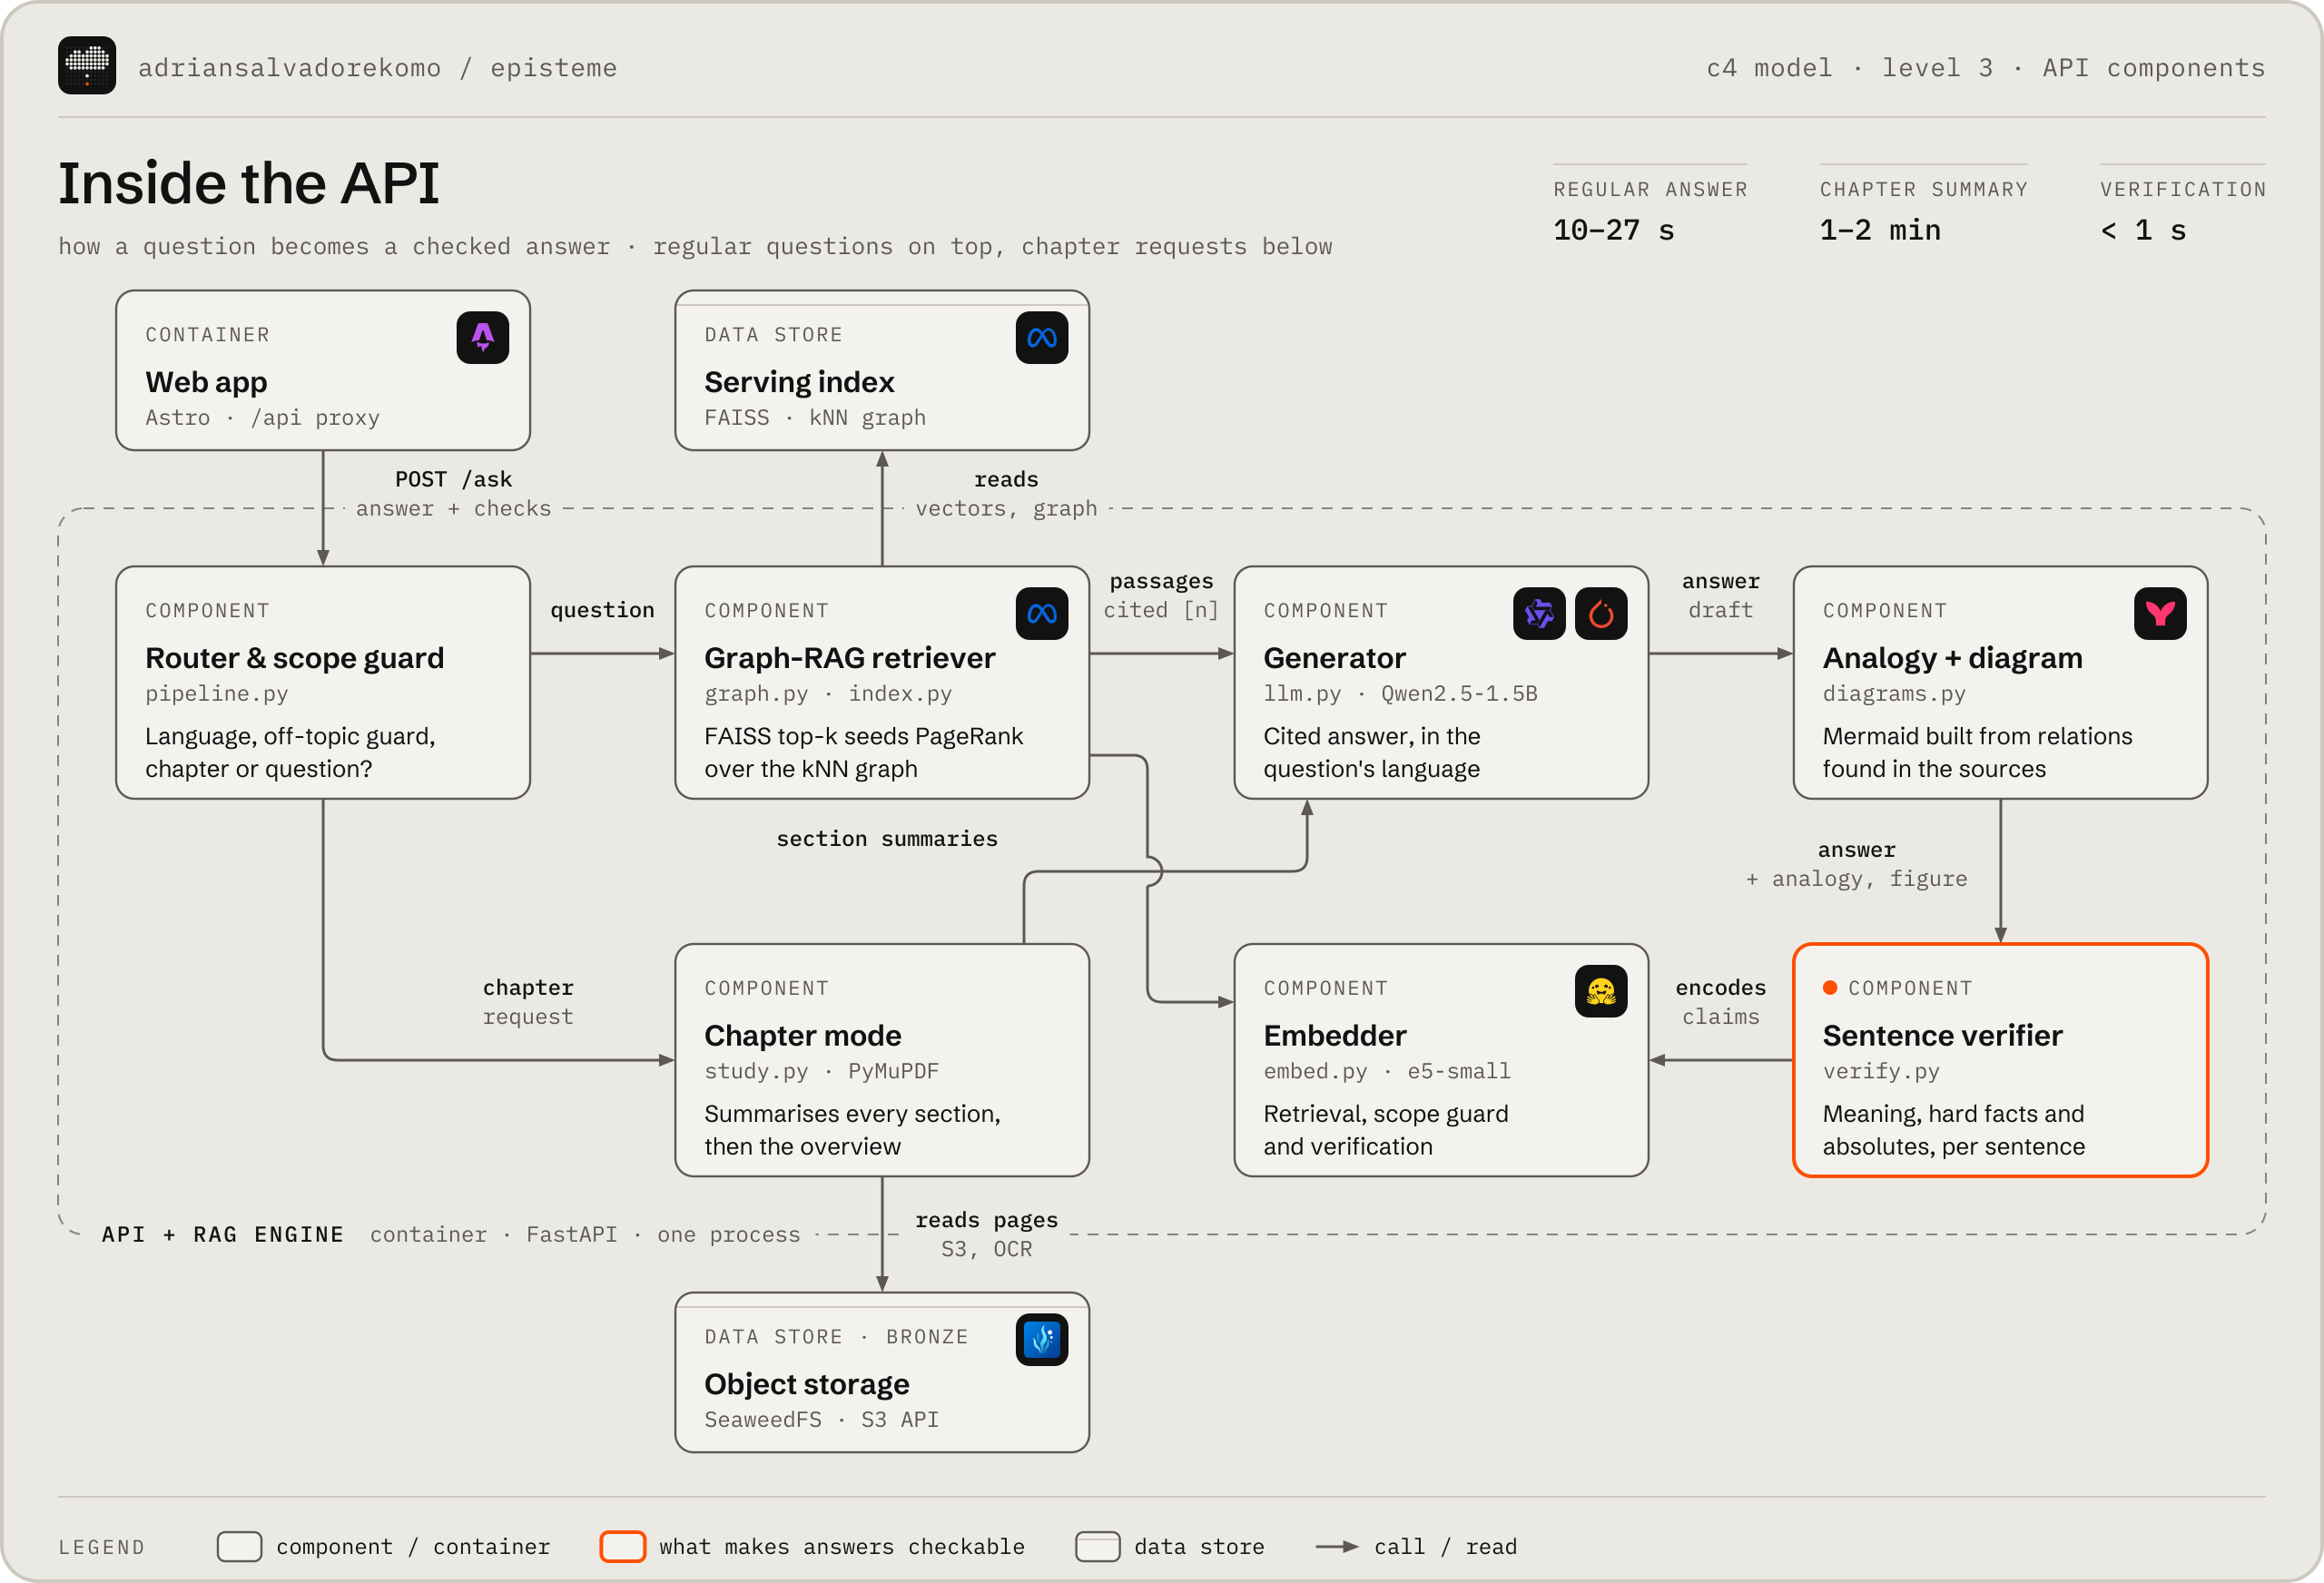 adriansalvadorekomo / episteme
c4 model · level 3 · API components
Inside the API
how a question becomes a checked answer · regular questions on top, chapter requests below
REGULAR ANSWER
10–27 s
CHAPTER SUMMARY
1–2 min
VERIFICATION
< 1 s
CONTAINER
Web app
Astro · /api proxy
DATA STORE
Serving index
FAISS · kNN graph
POST /ask
answer + checks
reads
vectors, graph
COMPONENT
Router & scope guard
pipeline.py
Language, off-topic guard,
chapter or question?
question
COMPONENT
Graph-RAG retriever
graph.py · index.py
FAISS top-k seeds PageRank
over the kNN graph
passages
cited [n]
COMPONENT
Generator
llm.py · Qwen2.5-1.5B
Cited answer, in the
question's language
answer
draft
COMPONENT
Analogy + diagram
diagrams.py
Mermaid built from relations
found in the sources
section summaries
answer
+ analogy, figure
chapter
request
COMPONENT
Chapter mode
study.py · PyMuPDF
Summarises every section,
then the overview
COMPONENT
Embedder
embed.py · e5-small
Retrieval, scope guard
and verification
encodes
claims
COMPONENT
Sentence verifier
verify.py
Meaning, hard facts and
absolutes, per sentence
API + RAG ENGINE container · FastAPI · one process
reads pages
S3, OCR
DATA STORE · BRONZE
Object storage
SeaweedFS · S3 API
LEGEND
component / container
what makes answers checkable
data store
call / read